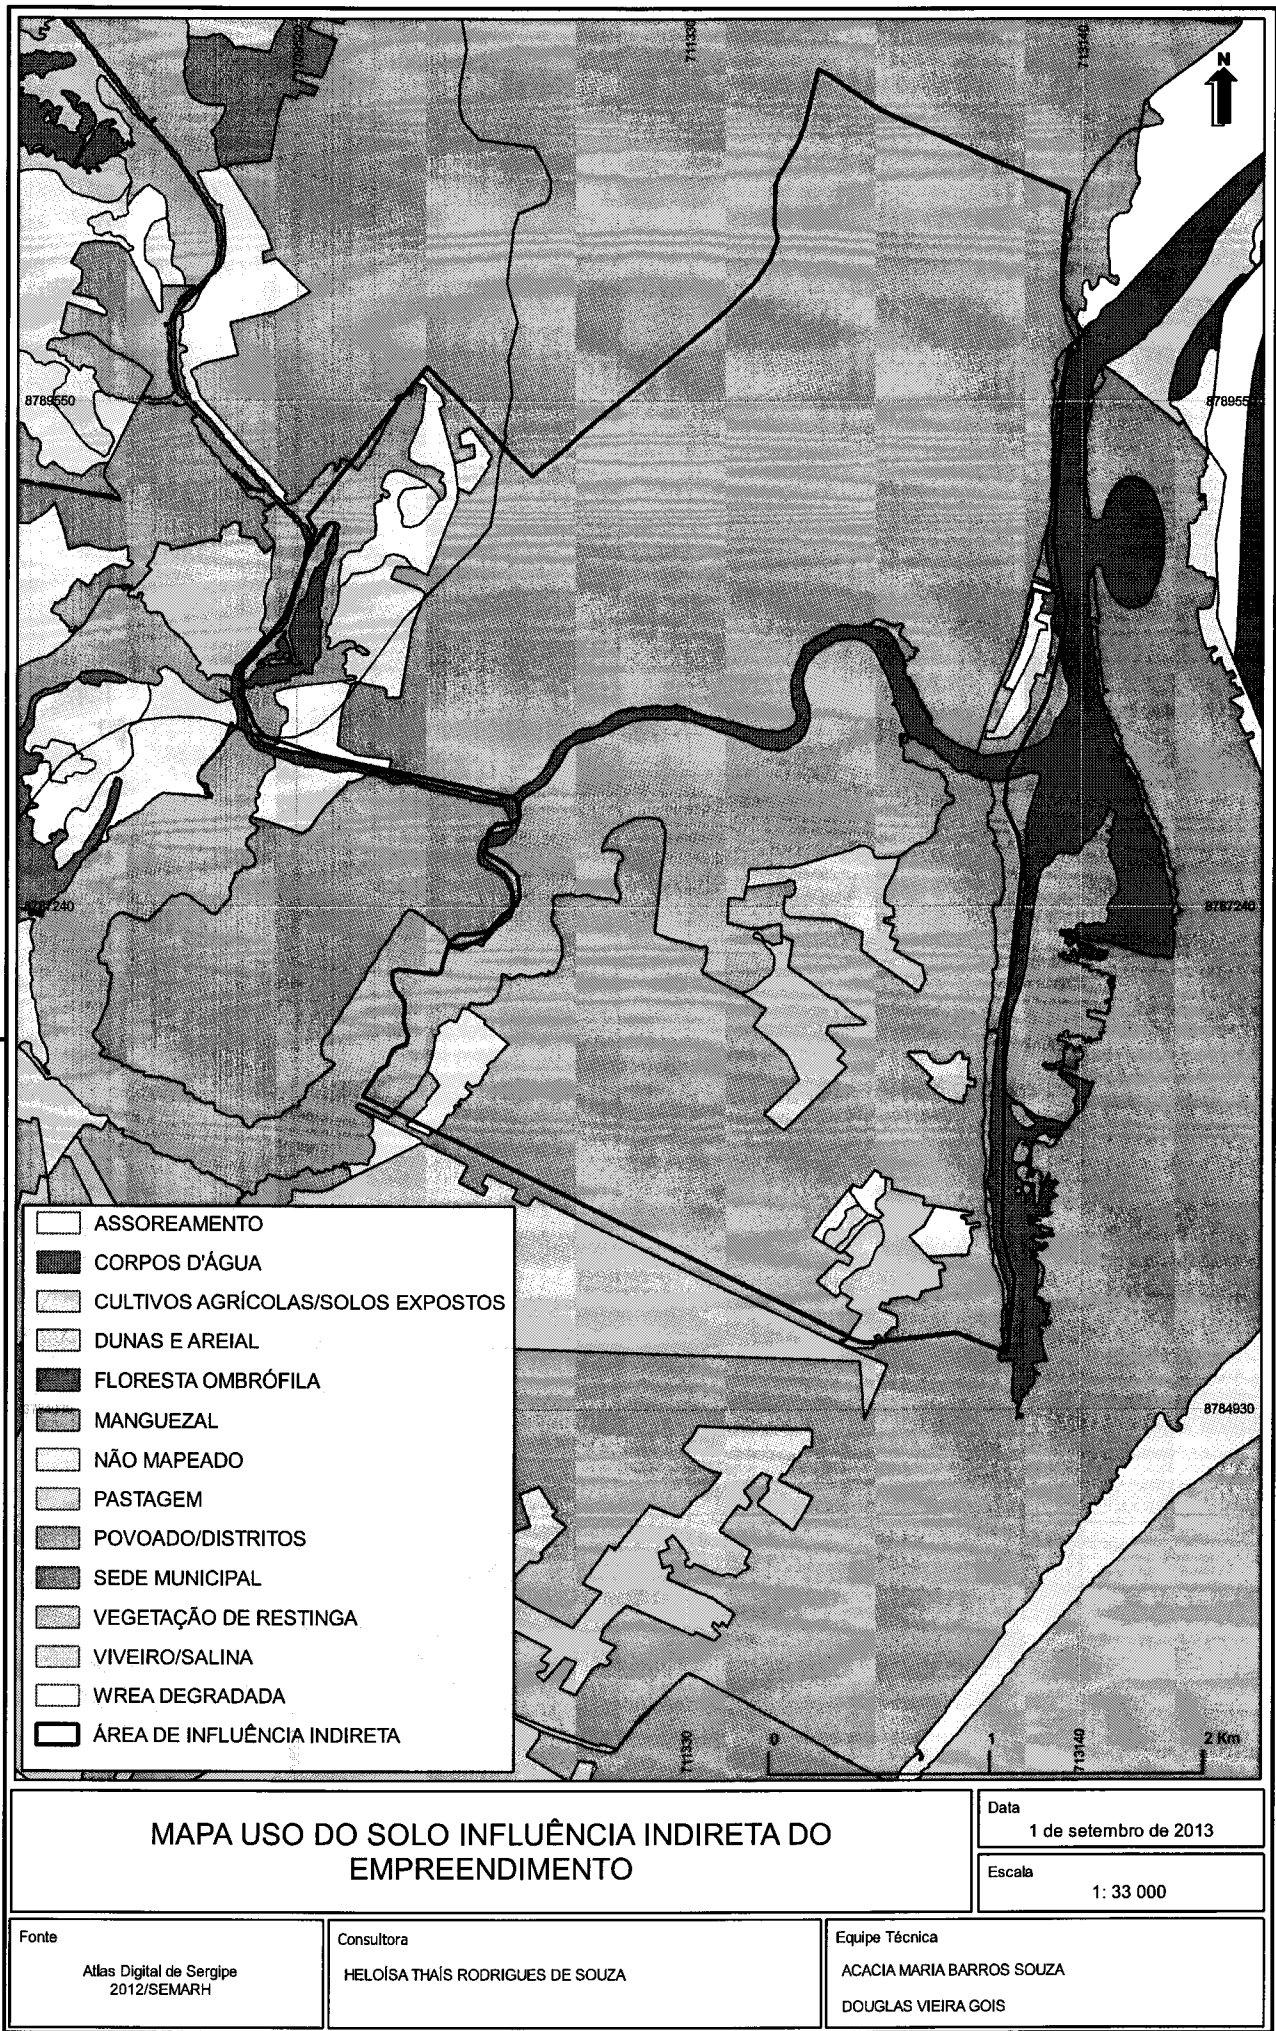 709520
711330
713140
N
8789550
8789550
8787240
8787240
ASSOREAMENTO
CORPOS D'ÁGUA
CULTIVOS AGRÍCOLAS/SOLOS EXPOSTOS
DUNAS E AREIAL
FLORESTA OMBRÓFILA
MANGUEZAL
8784930
NÃO MAPEADO
PASTAGEM
POVOADO/DISTRITOS
SEDE MUNICIPAL
VEGETAÇÃO DE RESTINGA
VIVEIRO/SALINA
WREA DEGRADADA
ÁREA DE INFLUÊNCIA INDIRETA
711330
713140
0 1 2 Km
MAPA USO DO SOLO INFLUÊNCIA INDIRETA DO
EMPREENDIMENTO
Data
1 de setembro de 2013
Escala
1: 33 000
Fonte
Atlas Digital de Sergipe
2012/SEMARH
Consultora
HELOÍSA THAÍS RODRIGUES DE SOUZA
Equipe Técnica
ACACIA MARIA BARROS SOUZA
DOUGLAS VIEIRA GOIS